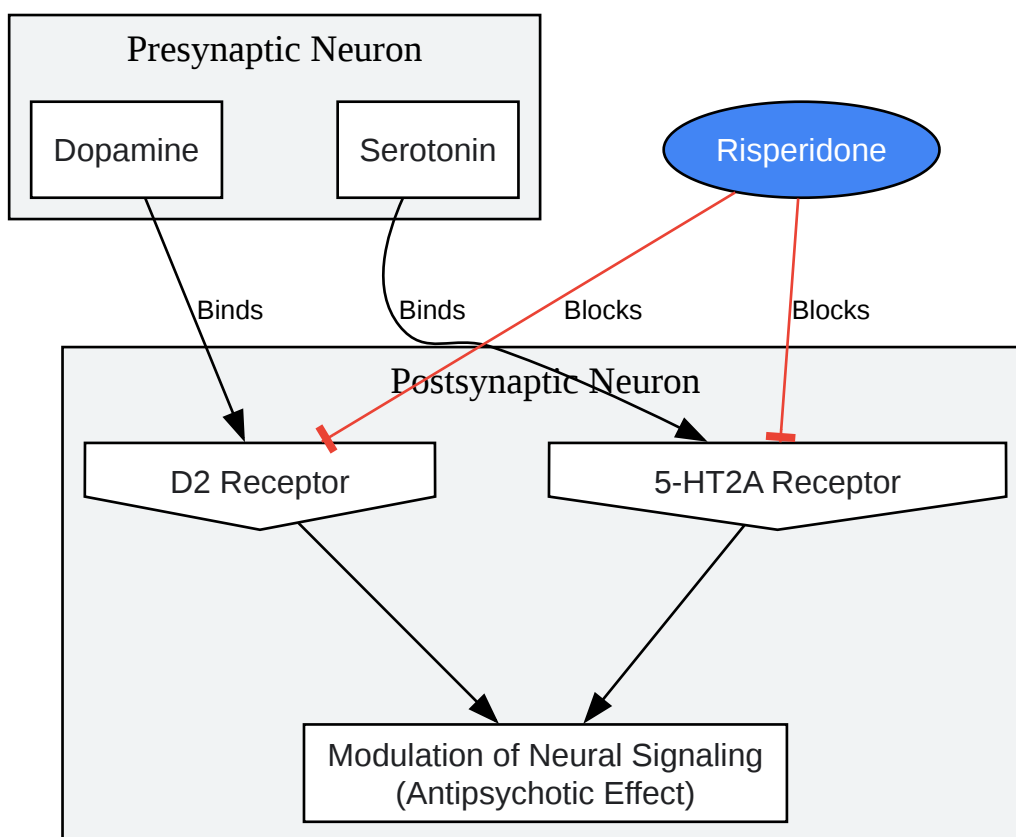 Presynaptic Neuron
Dopamine
Serotonin
Risperidone
Binds
Binds
Blocks
Blocks
Postsynaptic Neuron
D2 Receptor
5-HT2A Receptor
Modulation of Neural Signaling
(Antipsychotic Effect)